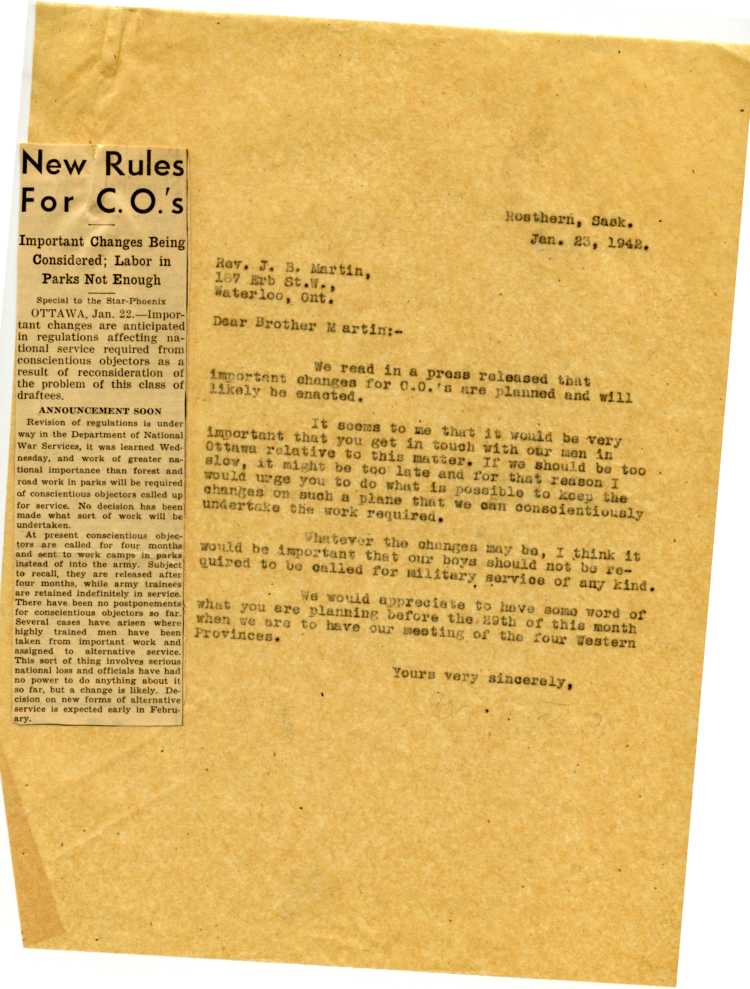 New Rules
For C.O.'s
Important Changes Being
Considered; Labor in
Parks Not Enough
Special to the Star-Phoenix
OTTAWA, Jan. 22.—Impor-
tant changes are anticipated
in regulations affecting na-
tional service required from
conscientious objectors as a
result of reconsideration of
the problem of this class of
draftees.
ANNOUNCEMENT SOON
Revision of regulations is under
way in the Department of National
War Services, it was learned Wed-
nesday, and work of greater na-
tional importance than forest and
road work in parks will be required
of conscientious objectors called up
for service. No decision has been
made what sort of work will be
undertaken.
At present conscientious objec-
tors are called for four months
and sent to work camps in parks
instead of into the army. Subject
to recall, they are released after
four months, while army trainees
are retained indefinitely in service.
There have been no postponements
for conscientious objectors so far.
Several cases have arisen where
highly trained men have been
taken from important work and
assigned to alternative service.
This sort of thing involves serious
national loss and officials have had
no power to do anything about it
so far, but a change is likely. De-
cision on new forms of alternative
service is expected early in Febru-
ary.
Rosthern, Sask.
Jan. 23, 1942.
Rev. J. B. Martin,
187 Erb St.W.,
Waterloo, Ont.
Dear Brother Martin:-
We read in a press released that
important changes for C.O.'s are planned and will
likely be enacted.
It seems to me that it would be very
important that you get in touch with our men in
Ottawa relative to this matter. If we should be too
slow, it might be too late and for that reason I
would urge you to do what is possible to keep the
changes on such a plane that we can conscientiously
undertake the work required.
Whatever the changes may be, I think it
would be important that our boys should not be re-
quired to be called for military service of any kind.
We would appreciate to have some word of
what you are planning before the 29th of this month
when we are to have our meeting of the four Western
Provinces.
Yours very sincerely,